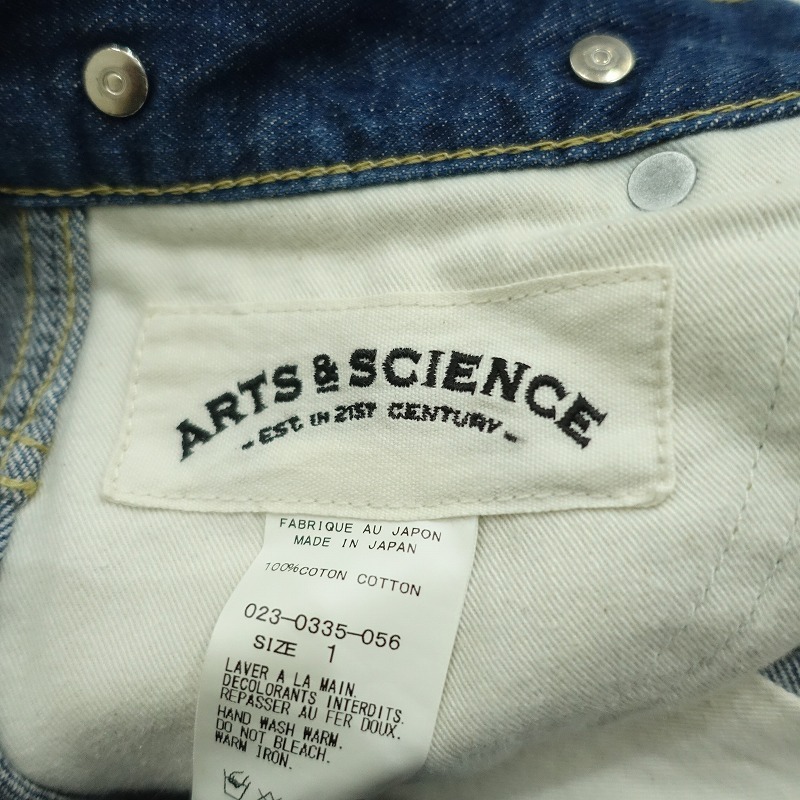 ARTS & SCIENCE
- EST. IN 21ST CENTURY -
FABRIQUE AU JAPON
MADE IN JAPAN
100%COTON COTTON
023-0335-056
SIZE 1
LAVER A LA MAIN.
DECOLORANTS INTERDITS.
REPASSER AU FER DOUX.
HAND WASH WARM.
DO NOT BLEACH.
WARM IRON.